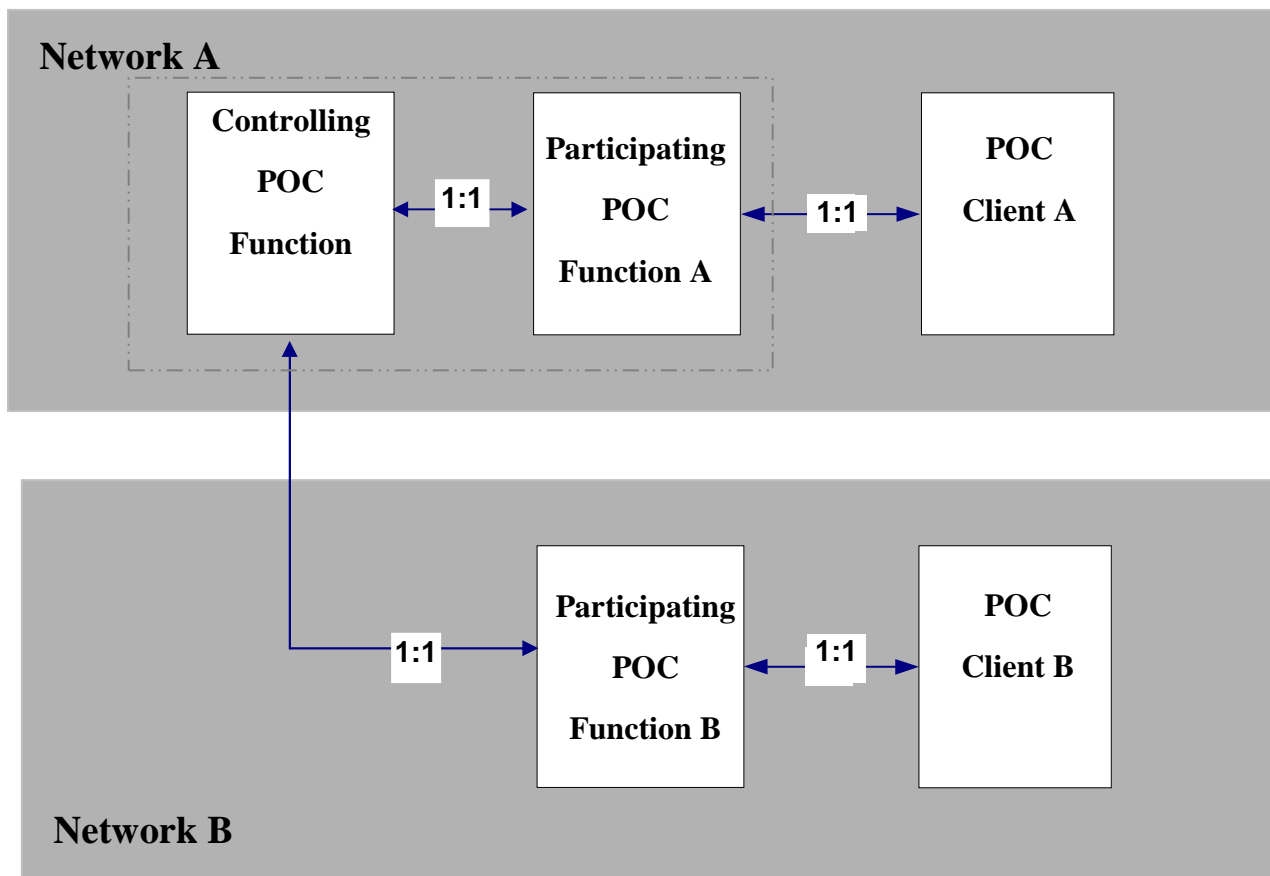 Network A
Controlling
POC
Function
1:1
Participating
POC
Function A
1:1
POC
Client A
1:1
Participating
POC
Function B
1:1
POC
Client B
Network B